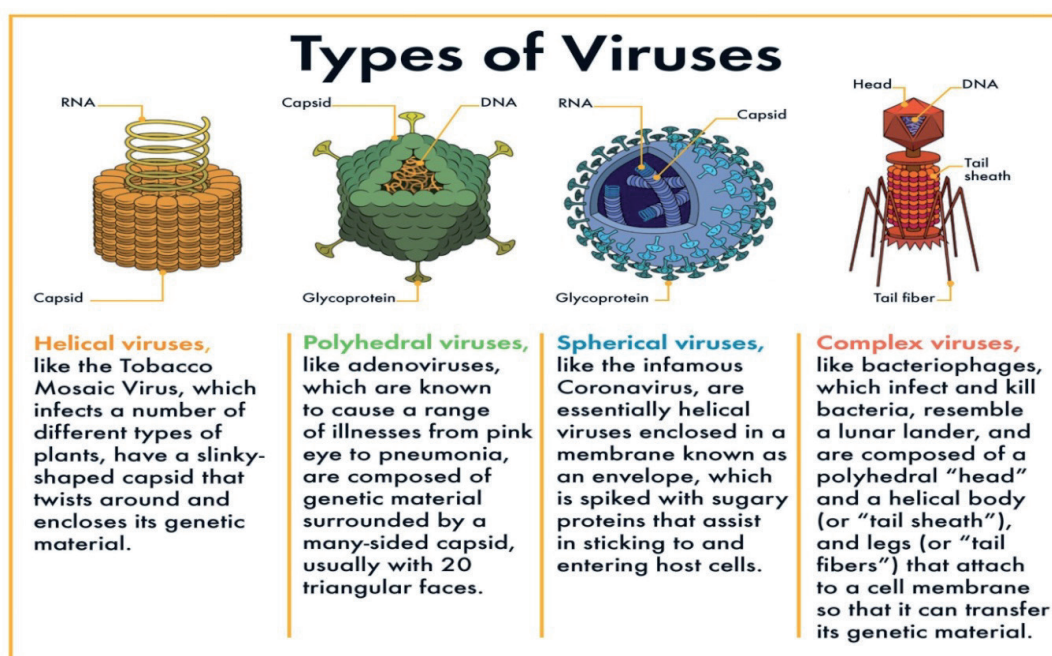 Types of Viruses
RNA
Capsid
Capsid
DNA
Glycoprotein
RNA
Capsid
Glycoprotein
Head
DNA
Tail
sheath
Tail fiber
Helical viruses,
like the Tobacco
Mosaic Virus, which
infects a number of
different types of
plants, have a slinky-
shaped capsid that
twists around and
encloses its genetic
material.
Polyhedral viruses,
like adenoviruses,
which are known
to cause a range
of illnesses from pink
eye to pneumonia,
are composed of
genetic material
surrounded by a
many-sided capsid,
usually with 20
triangular faces.
Spherical viruses,
like the infamous
Coronavirus, are
essentially helical
viruses enclosed in a
membrane known as
an envelope, which
is spiked with sugary
proteins that assist
in sticking to and
entering host cells.
Complex viruses,
like bacteriophages,
which infect and kill
bacteria, resemble
a lunar lander, and
are composed of a
polyhedral “head”
and a helical body
(or “tail sheath”),
and legs (or “tail
fibers”) that attach
to a cell membrane
so that it can transfer
its genetic material.